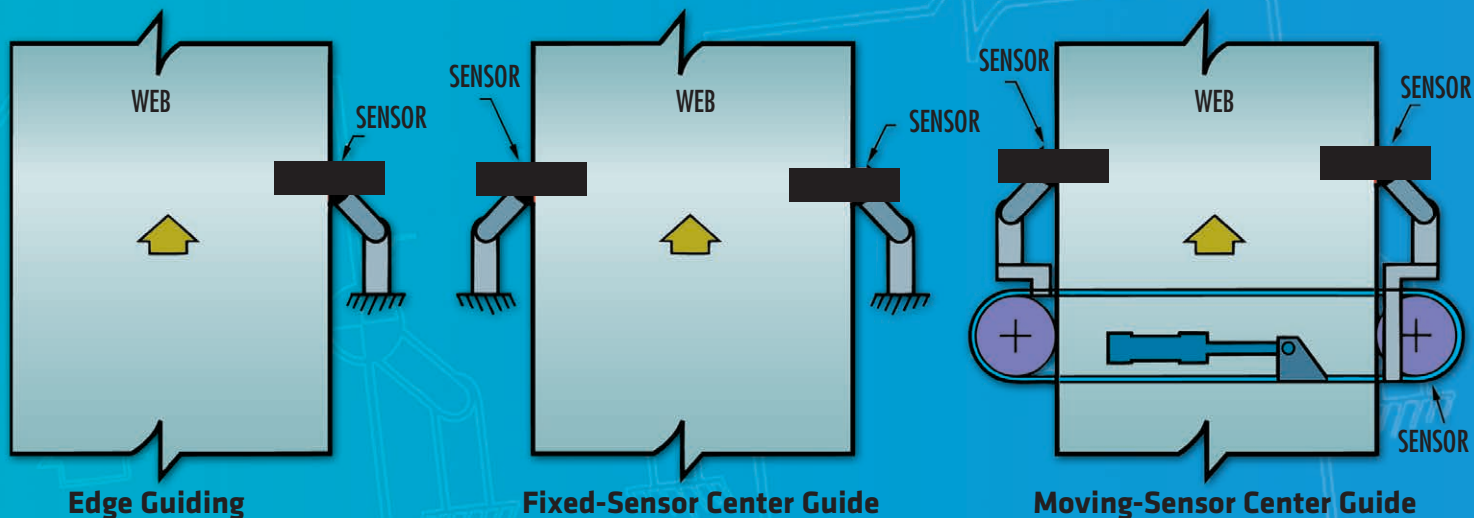 WEB
SENSOR
Edge Guiding
SENSOR
WEB
SENSOR
Fixed-Sensor Center Guide
SENSOR
WEB
SENSOR
SENSOR
Moving-Sensor Center Guide